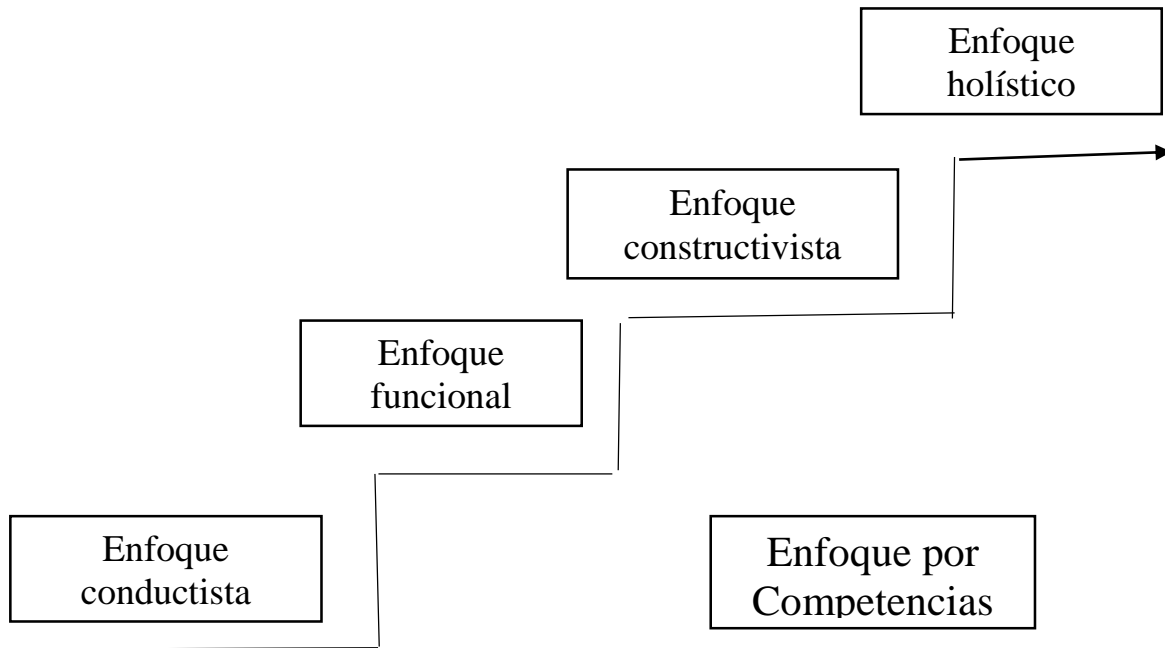 Enfoque
holístico
Enfoque
constructivista
Enfoque
funcional
Enfoque
conductista
Enfoque por
Competencias